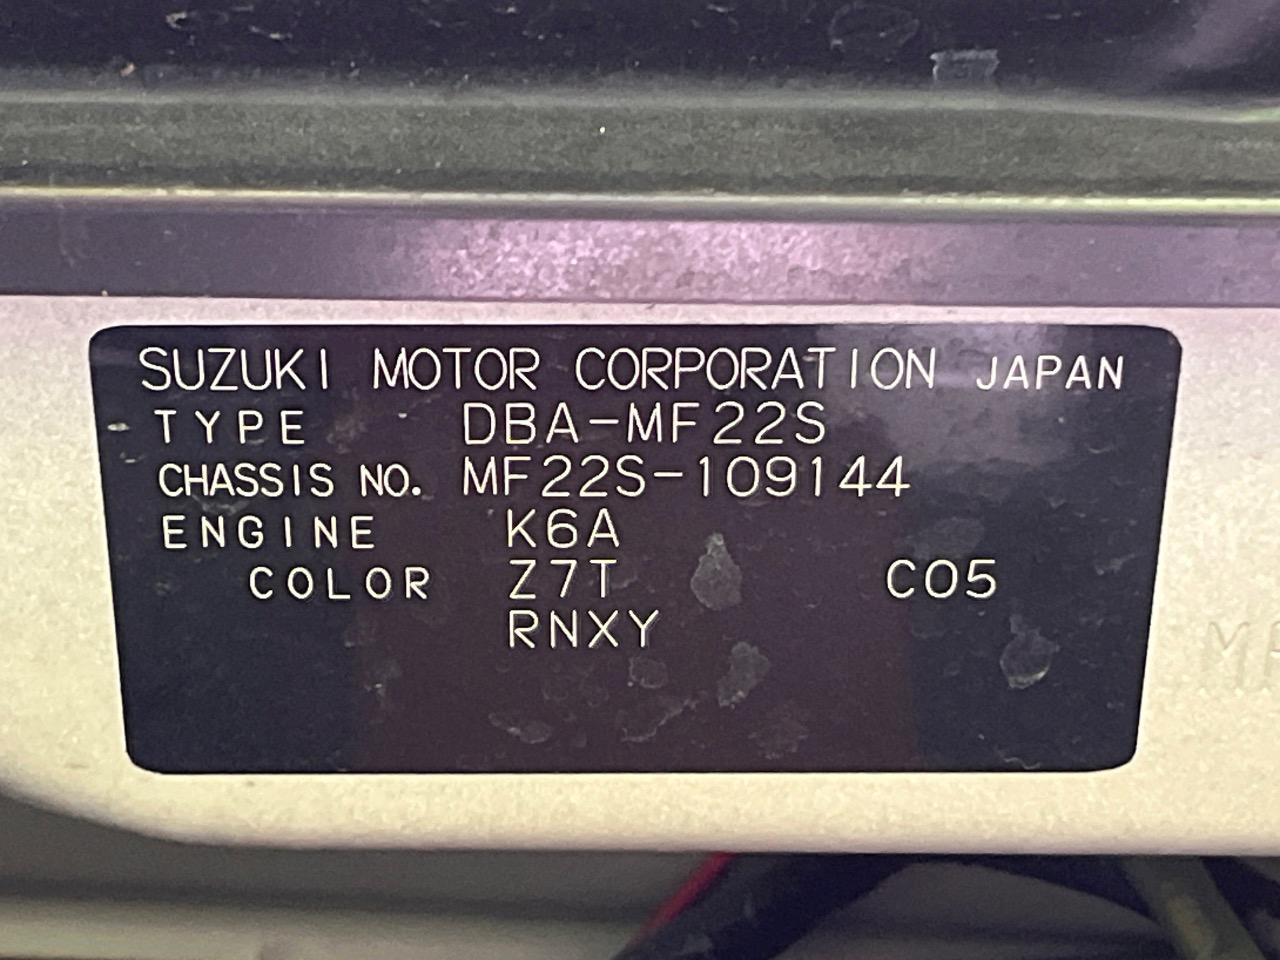 SUZUKI MOTOR CORPORATION JAPAN
TYPE DBA-MF22S
CHASSIS NO. MF22S-109144
ENGINE K6A
COLOR Z7T C05
RNXY